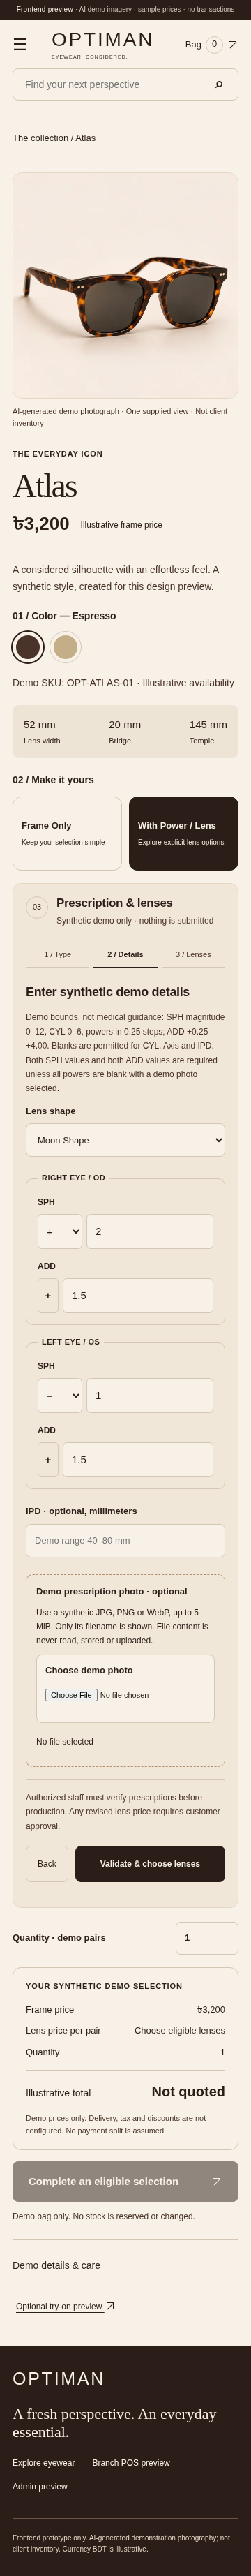 Frontend preview · AI demo imagery · sample prices · no transactions
OPTIMAN
EYEWEAR, CONSIDERED.
Bag 0
Find your next perspective
The collection / Atlas
AI-generated demo photograph · One supplied view · Not client
inventory
THE EVERYDAY ICON
Atlas
৳3,200 Illustrative frame price
A considered silhouette with an effortless feel. A
synthetic style, created for this design preview.
01 / Color — Espresso
Demo SKU: OPT-ATLAS-01 · Illustrative availability
52 mm 20 mm 145 mm
Lens width Bridge Temple
02 / Make it yours
Frame Only With Power / Lens
Keep your selection simple Explore explicit lens options
03 Prescription & lenses
Synthetic demo only · nothing is submitted
1 / Type 2 / Details 3 / Lenses
Enter synthetic demo details
Demo bounds, not medical guidance: SPH magnitude
0–12, CYL 0–6, powers in 0.25 steps; ADD +0.25–
+4.00. Blanks are permitted for CYL, Axis and IPD.
Both SPH values and both ADD values are required
unless all powers are blank with a demo photo
selected.
Lens shape
Moon Shape
RIGHT EYE / OD
SPH
+ 2
ADD
+ 1.5
LEFT EYE / OS
SPH
− 1
ADD
+ 1.5
IPD · optional, millimeters
Demo range 40–80 mm
Demo prescription photo · optional
Use a synthetic JPG, PNG or WebP, up to 5
MiB. Only its filename is shown. File content is
never read, stored or uploaded.
Choose demo photo
Choose File No file chosen
No file selected
Authorized staff must verify prescriptions before
production. Any revised lens price requires customer
approval.
Back Validate & choose lenses
Quantity · demo pairs 1
YOUR SYNTHETIC DEMO SELECTION
Frame price ৳3,200
Lens price per pair Choose eligible lenses
Quantity 1
Illustrative total Not quoted
Demo prices only. Delivery, tax and discounts are not
configured. No payment split is assumed.
Complete an eligible selection
Demo bag only. No stock is reserved or changed.
Demo details & care
Optional try-on preview
OPTIMAN
A fresh perspective. An everyday
essential.
Explore eyewear Branch POS preview
Admin preview
Frontend prototype only. AI-generated demonstration photography; not
client inventory. Currency BDT is illustrative.